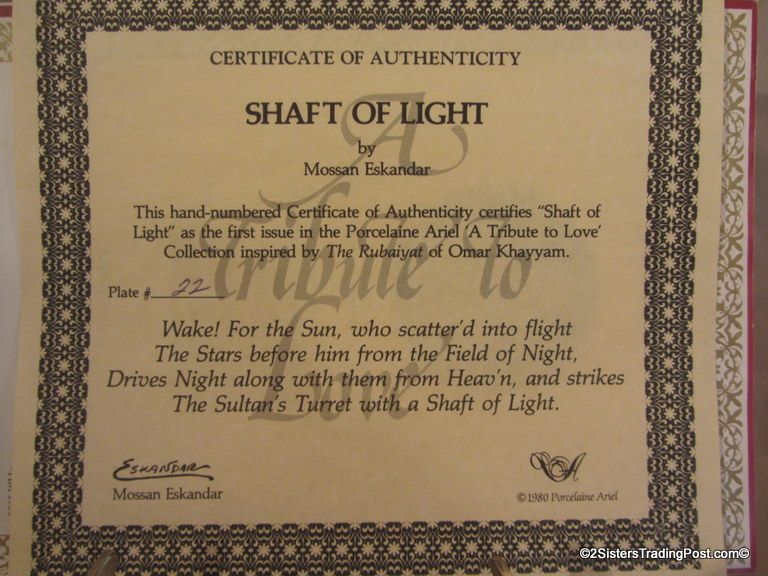 CERTIFICATE OF AUTHENTICITY
SHAFT OF LIGHT
by
Mossan Eskandar
A Tribute To Love
This hand-numbered Certificate of Authenticity certifies "Shaft of
Light" as the first issue in the Porcelaine Ariel 'A Tribute to Love'
Collection inspired by The Rubaiyat of Omar Khayyam.
Plate # 22
Wake! For the Sun, who scatter'd into flight
The Stars before him from the Field of Night,
Drives Night along with them from Heav'n, and strikes
The Sultan's Turret with a Shaft of Light.
ESKANDAR
Mossan Eskandar
©1980 Porcelaine Ariel
©2SistersTradingPost.com©